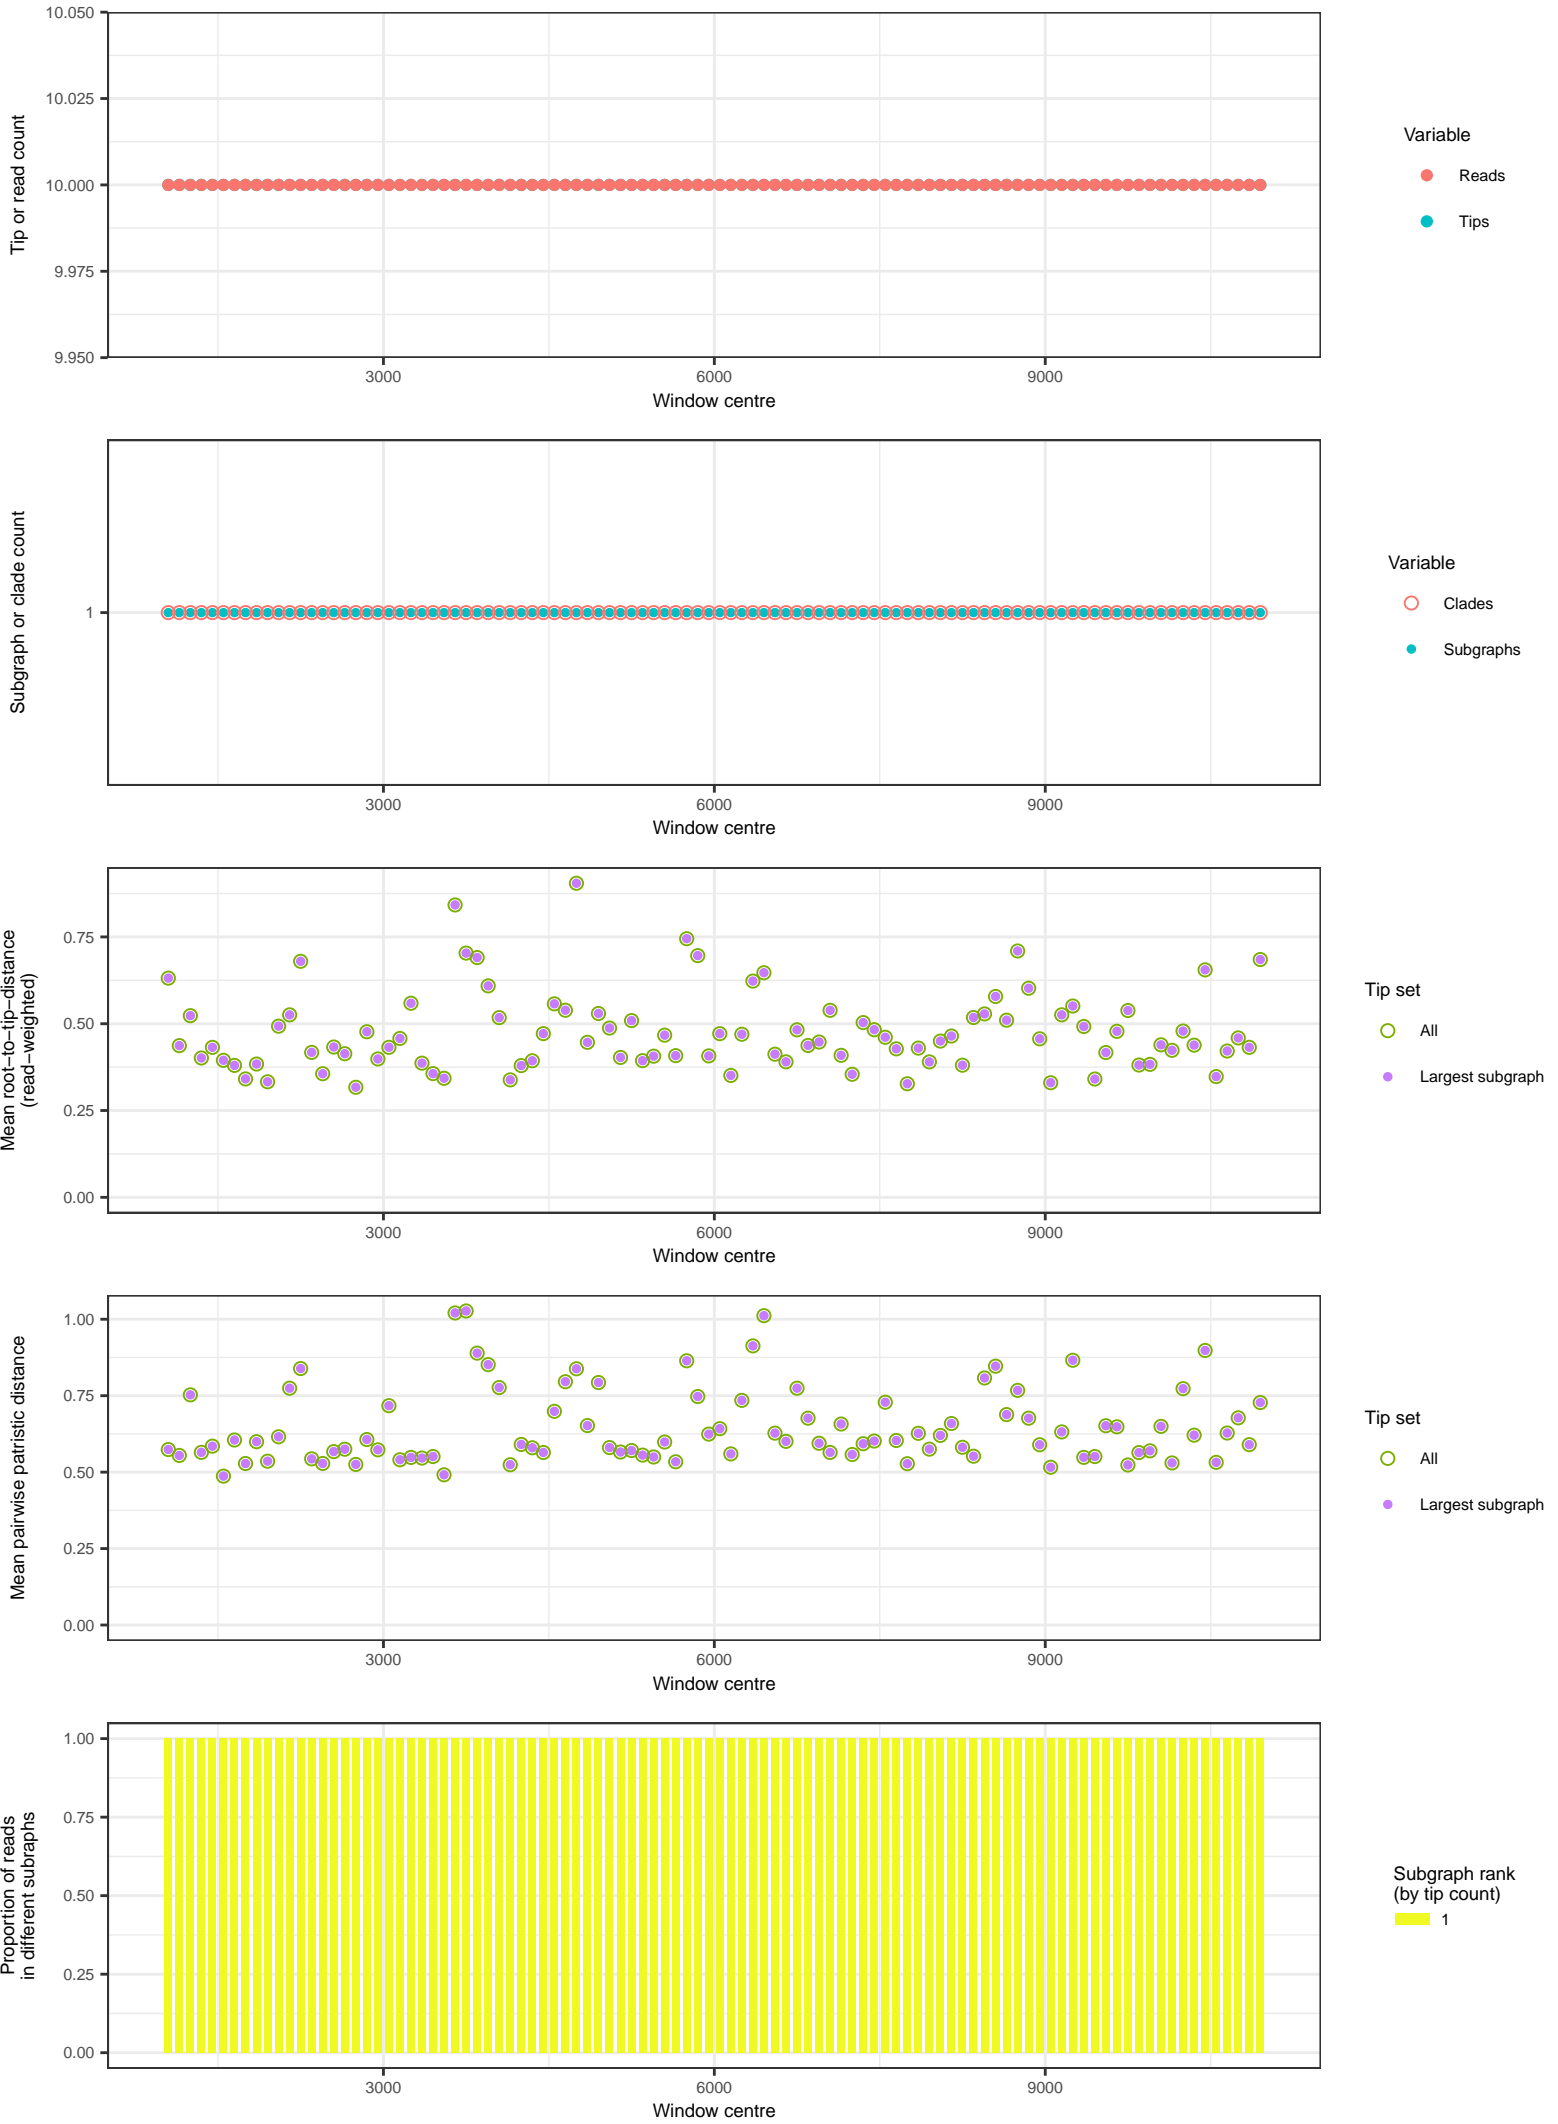 10.050
10.025
10.000
9.975
9.950
Tip or read count
3000
6000
9000
Window centre
Variable
Reads
Tips
1
Subgraph or clade count
3000
6000
9000
Window centre
Variable
Clades
Subgraphs
0.75
0.50
0.25
0.00
Mean root−to−tip−distance
(read−weighted)
3000
6000
9000
Window centre
Tip set
All
Largest subgraph
1.00
0.75
0.50
0.25
0.00
Mean pairwise patristic distance
3000
6000
9000
Window centre
Tip set
All
Largest subgraph
1.00
0.75
0.50
0.25
0.00
Proportion of reads
in different subraphs
3000
6000
9000
Window centre
Subgraph rank
(by tip count)
1